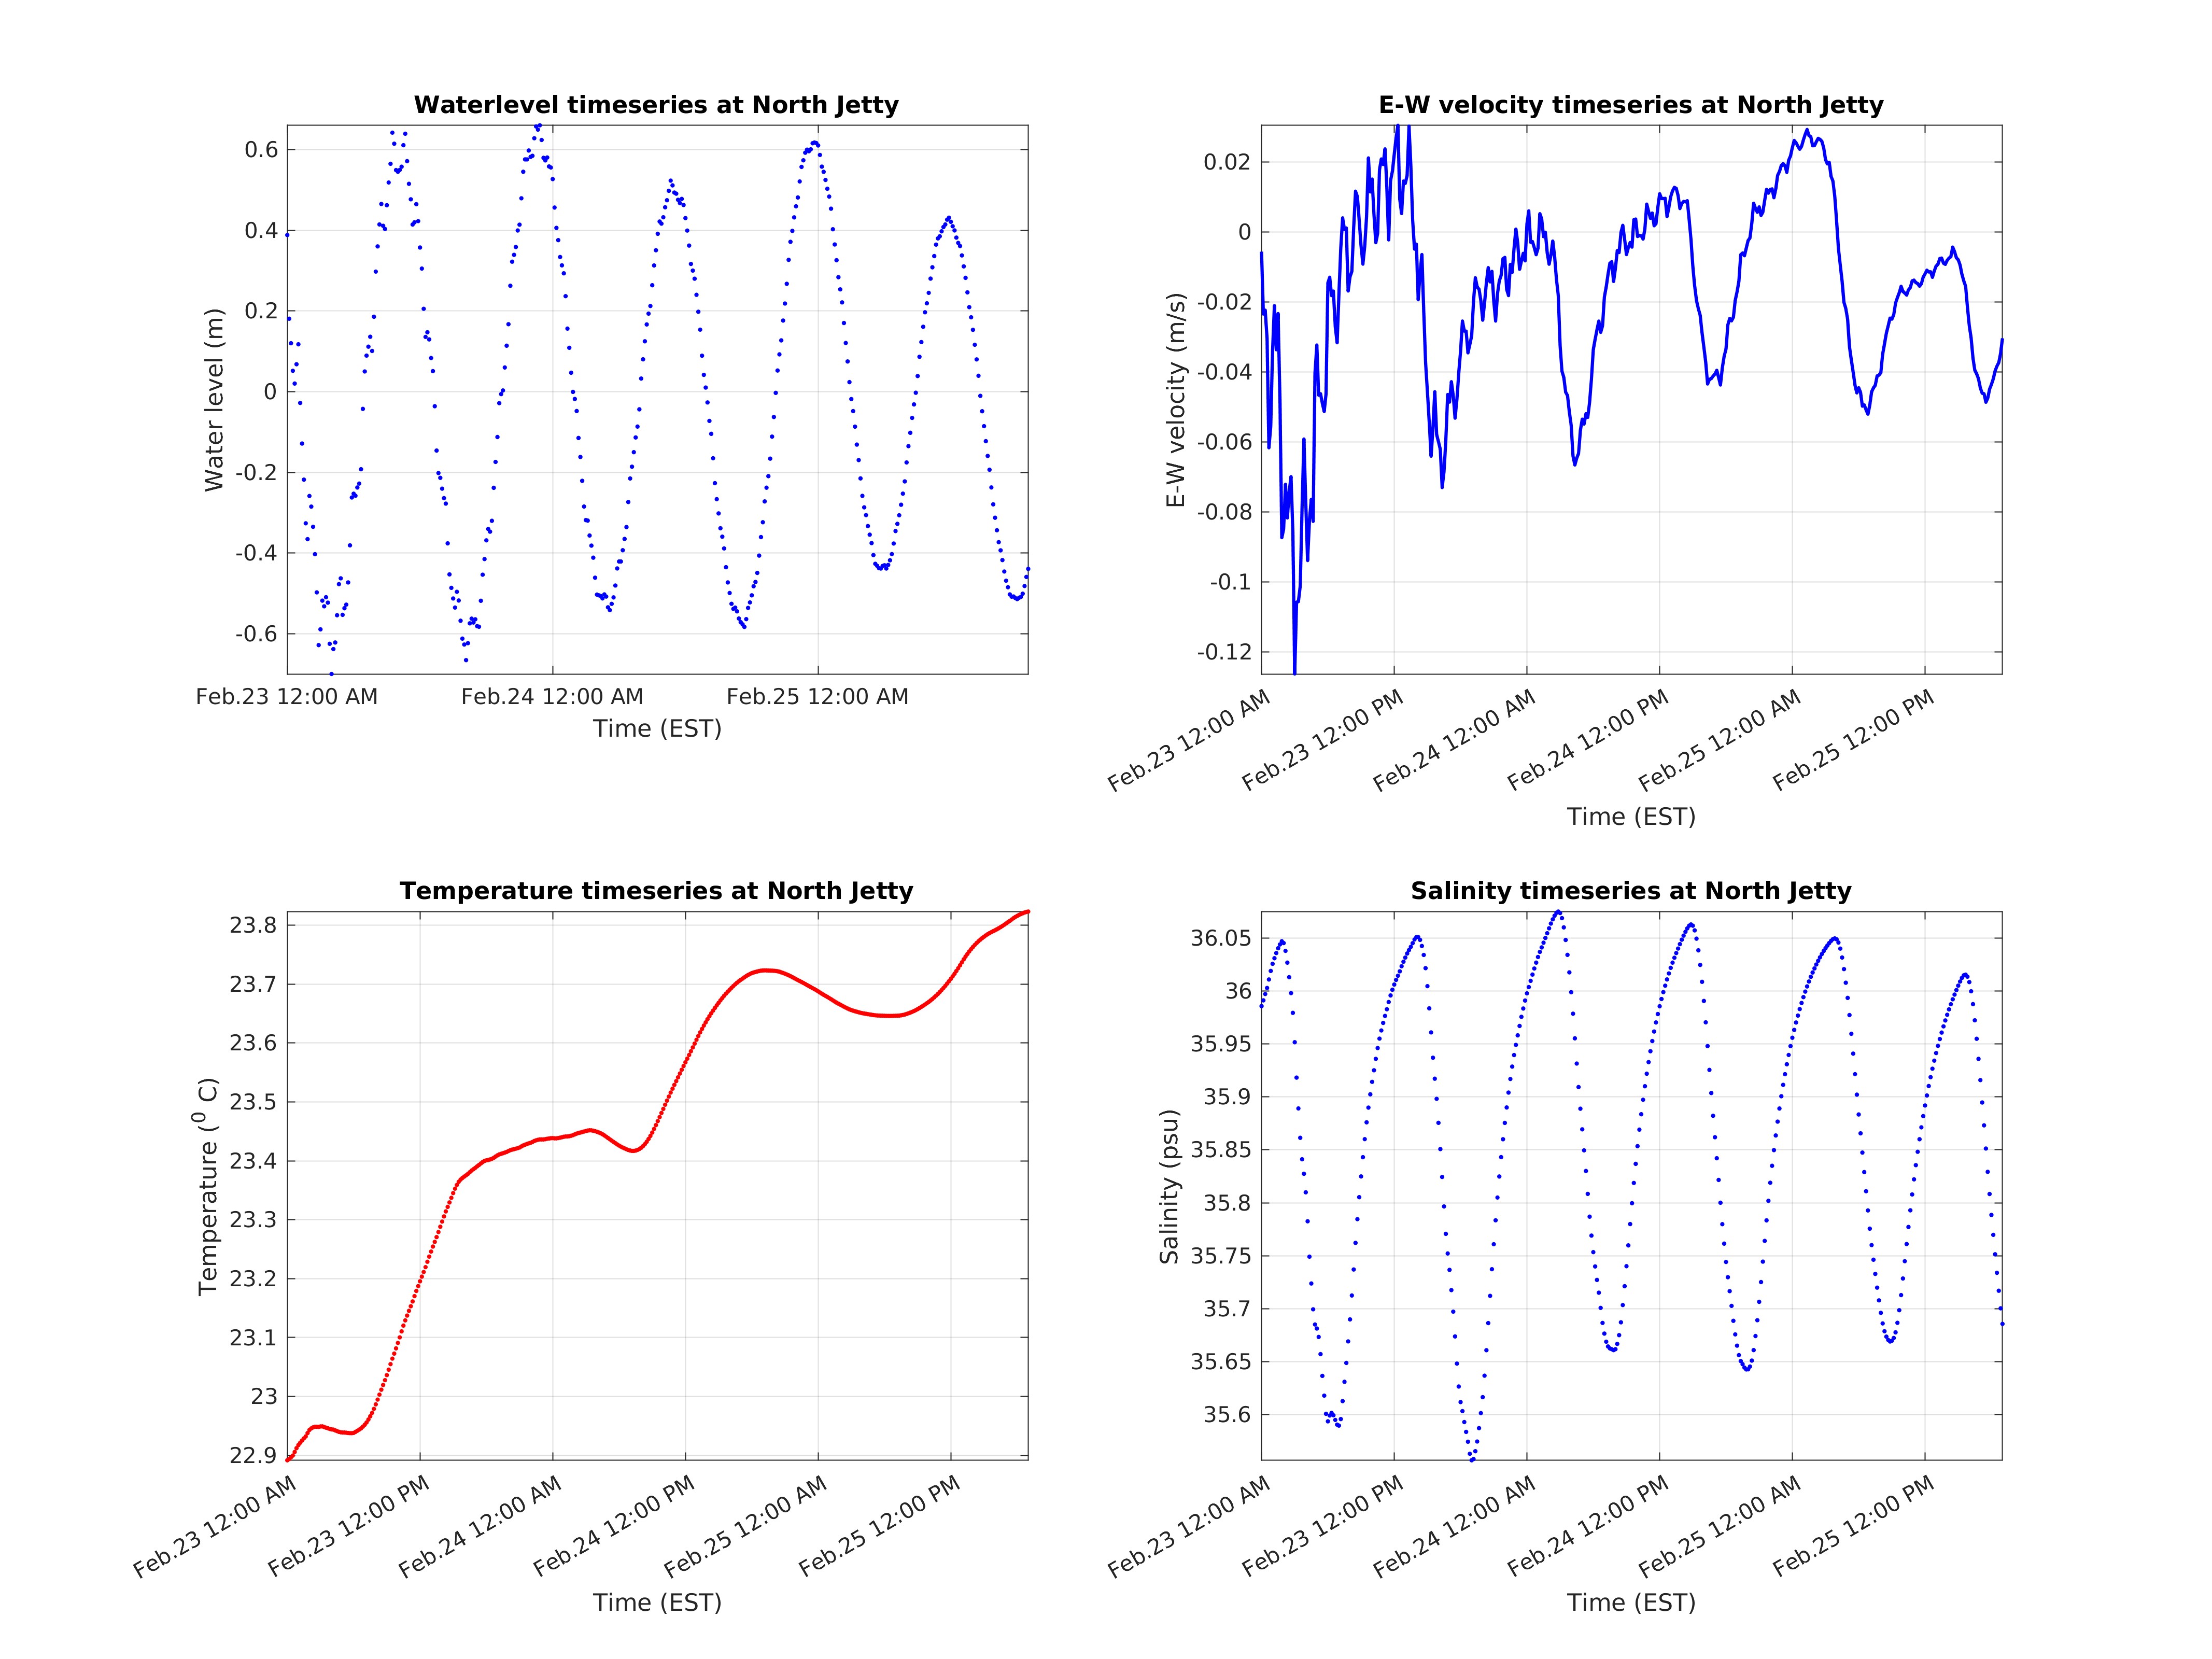 Waterlevel timeseries at North Jetty
0.6
0.4
0.2
0
-0.2
-0.4
-0.6
Water level (m)
Feb.23 12:00 AM
Feb.24 12:00 AM
Feb.25 12:00 AM
Time (EST)
E-W velocity timeseries at North Jetty
0.02
0
-0.02
-0.04
-0.06
-0.08
-0.1
-0.12
E-W velocity (m/s)
Feb.23 12:00 AM
Feb.23 12:00 PM
Feb.24 12:00 AM
Feb.24 12:00 PM
Feb.25 12:00 AM
Feb.25 12:00 PM
Time (EST)
Temperature timeseries at North Jetty
23.8
23.7
23.6
23.5
23.4
23.3
23.2
23.1
23
22.9
Temperature (⁰ C)
Feb.23 12:00 AM
Feb.23 12:00 PM
Feb.24 12:00 AM
Feb.24 12:00 PM
Feb.25 12:00 AM
Feb.25 12:00 PM
Time (EST)
Salinity timeseries at North Jetty
36.05
36
35.95
35.9
35.85
35.8
35.75
35.7
35.65
35.6
Salinity (psu)
Feb.23 12:00 AM
Feb.23 12:00 PM
Feb.24 12:00 AM
Feb.24 12:00 PM
Feb.25 12:00 AM
Feb.25 12:00 PM
Time (EST)